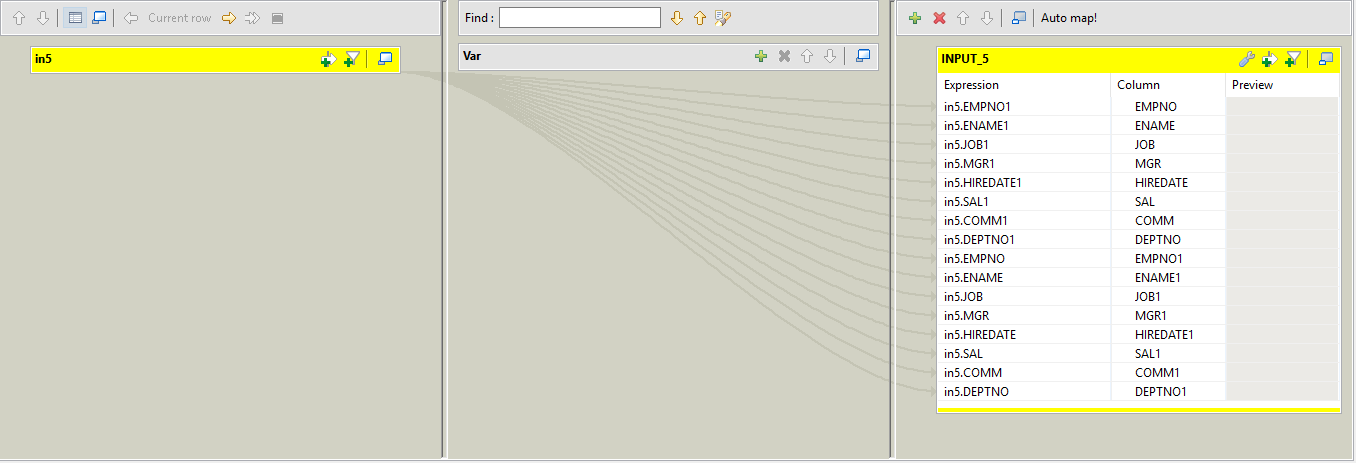 Current row
Find :
Auto map!
in5
Var
INPUT_5
Expression Column Preview
in5.EMPNO1 EMPNO
in5.ENAME1 ENAME
in5.JOB1 JOB
in5.MGR1 MGR
in5.HIREDATE1 HIREDATE
in5.SAL1 SAL
in5.COMM1 COMM
in5.DEPTNO1 DEPTNO
in5.EMPNO EMPNO1
in5.ENAME ENAME1
in5.JOB JOB1
in5.MGR MGR1
in5.HIREDATE HIREDATE1
in5.SAL SAL1
in5.COMM COMM1
in5.DEPTNO DEPTNO1